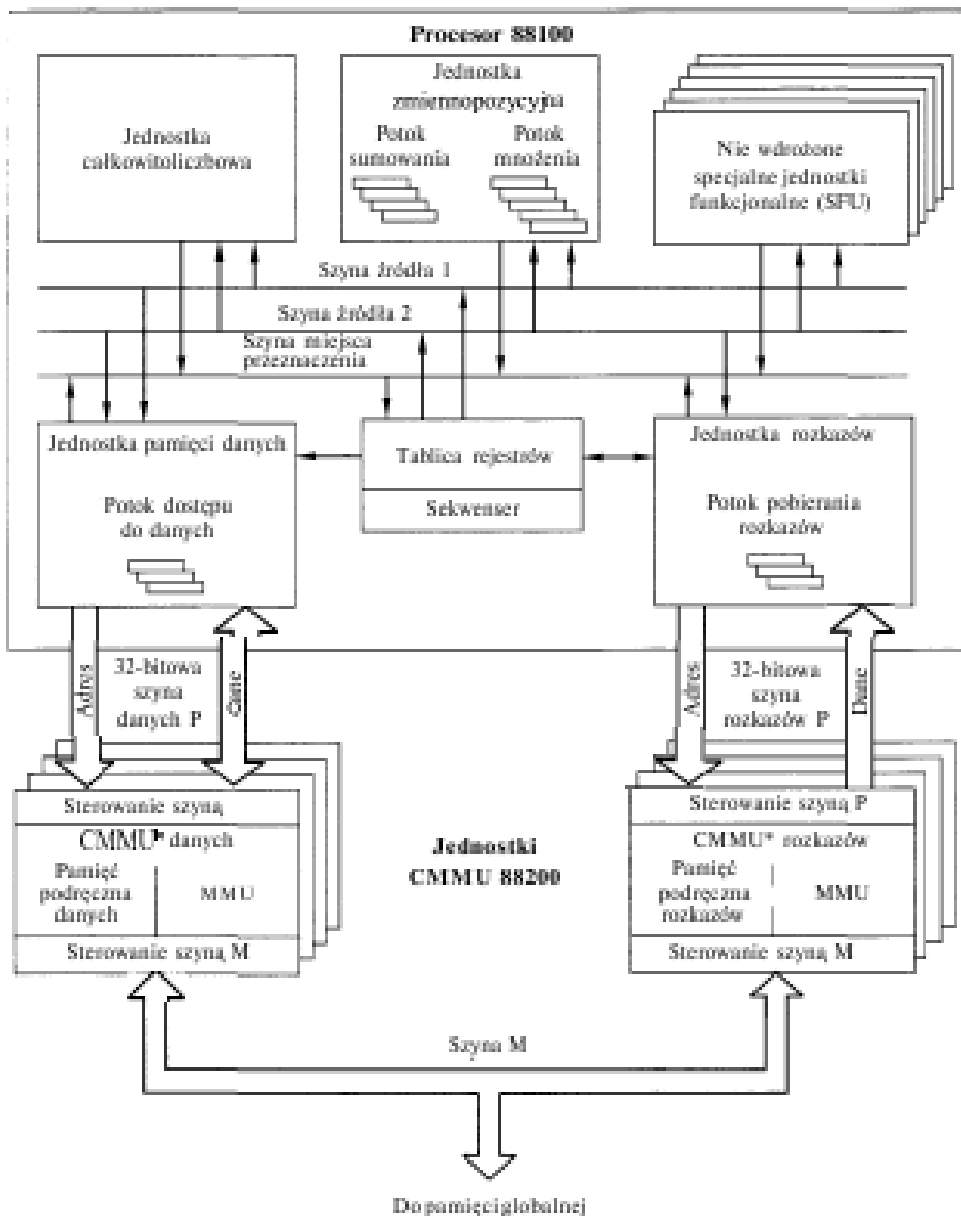 Procesor 88100
Jednostka
całkowitoliczbowa
Jednostka
zmiennopozycyjna
Potok
sumowania
Potok
mnożenia
Nie wdrożone
specjalne jednostki
funkcjonalne (SFU)
Szyna źródła 1
Szyna źródła 2
Szyna miejsca
przeznaczenia
Jednostka pamięci danych
Potok dostępu
do danych
Tablica rejestrów
Sekwenser
Jednostka rozkazów
Potok pobierania
rozkazów
Adres
32-bitowa
szyna
danych P
Dane
Adres
32-bitowa
szyna
rozkazów P
Dane
Sterowanie szyną
CMMU* danych
Pamięć
podręczna
danych
MMU
Sterowanie szyną M
Jednostki
CMMU 88200
Sterowanie szyną P
CMMU* rozkazów
Pamięć
podręczna
rozkazów
MMU
Sterowanie szyną M
Szyna M
Do pamięci globalnej